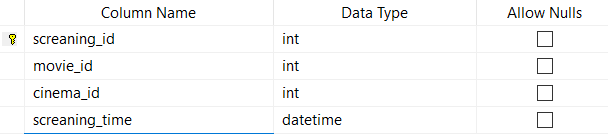 Column Name Data Type Allow Nulls
screaning_id int
movie_id int
cinema_id int
screaning_time datetime